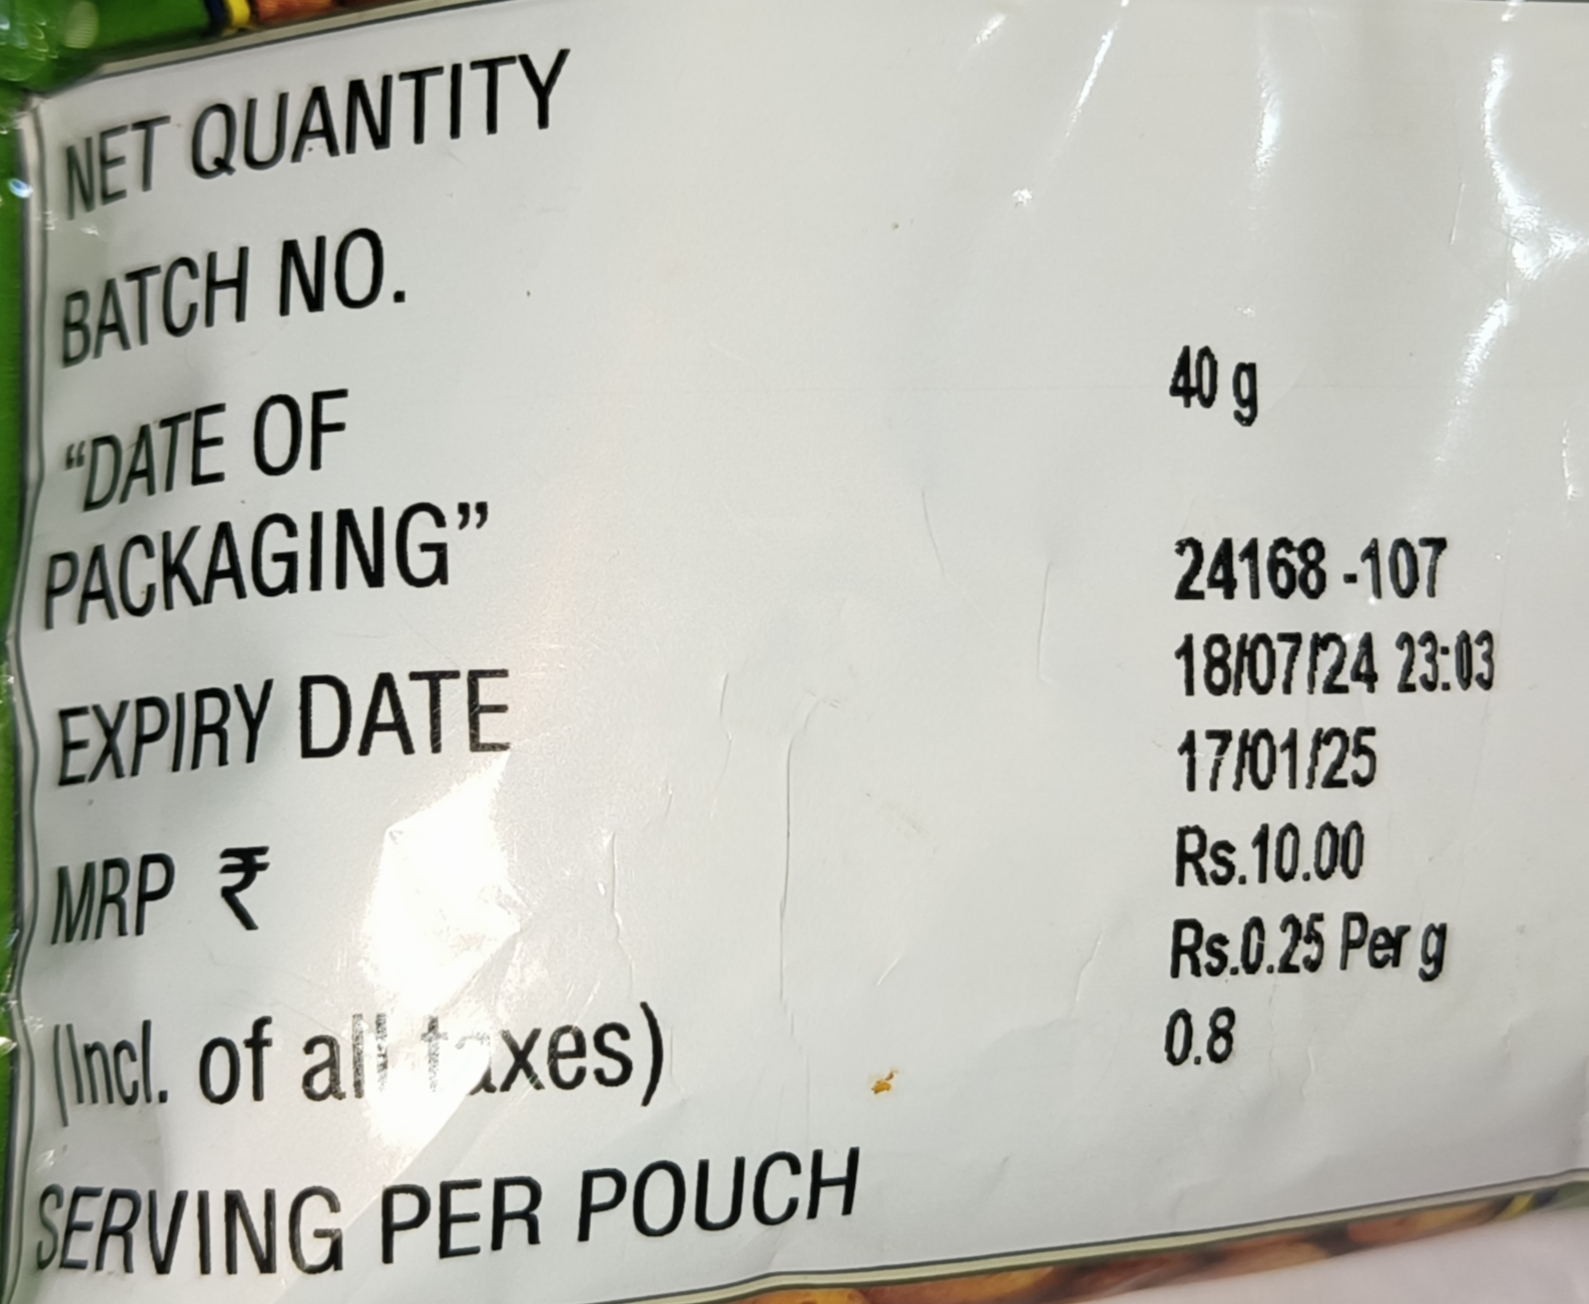 NET QUANTITY
BATCH NO.
“DATE OF
PACKAGING”
EXPIRY DATE
MRP ₹
(Incl. of all taxes)
SERVING PER POUCH
40 g
24168 -107
18/07/24 23:03
17/01/25
Rs.10.00
Rs.0.25 Per g
0.8